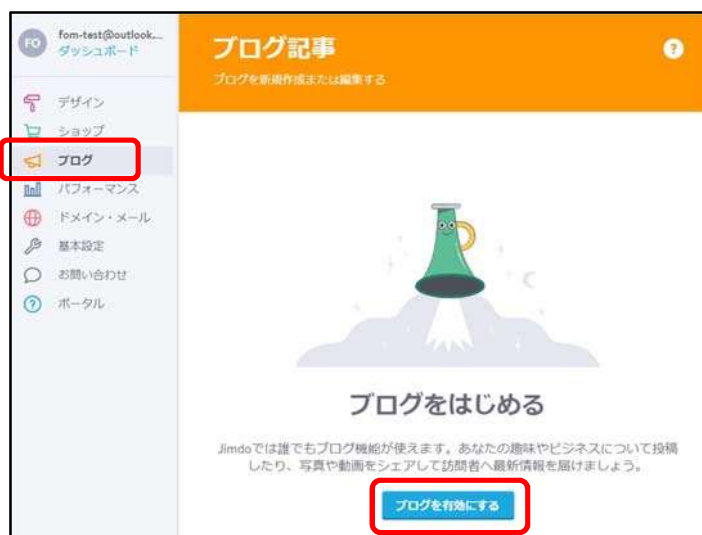 FO
fom-test@outlook....
ダッシュボード
デザイン
ショップ
ブログ
パフォーマンス
ドメイン・メール
基本設定
お問い合わせ
ポータル
ブログ記事
ブログを新規作成または編集する
?
ブログをはじめる
Jimdoでは誰でもブログ機能が使えます。あなたの趣味やビジネスについて投稿
したり、写真や動画をシェアして訪問者へ最新情報を届けましょう。
ブログを有効にする